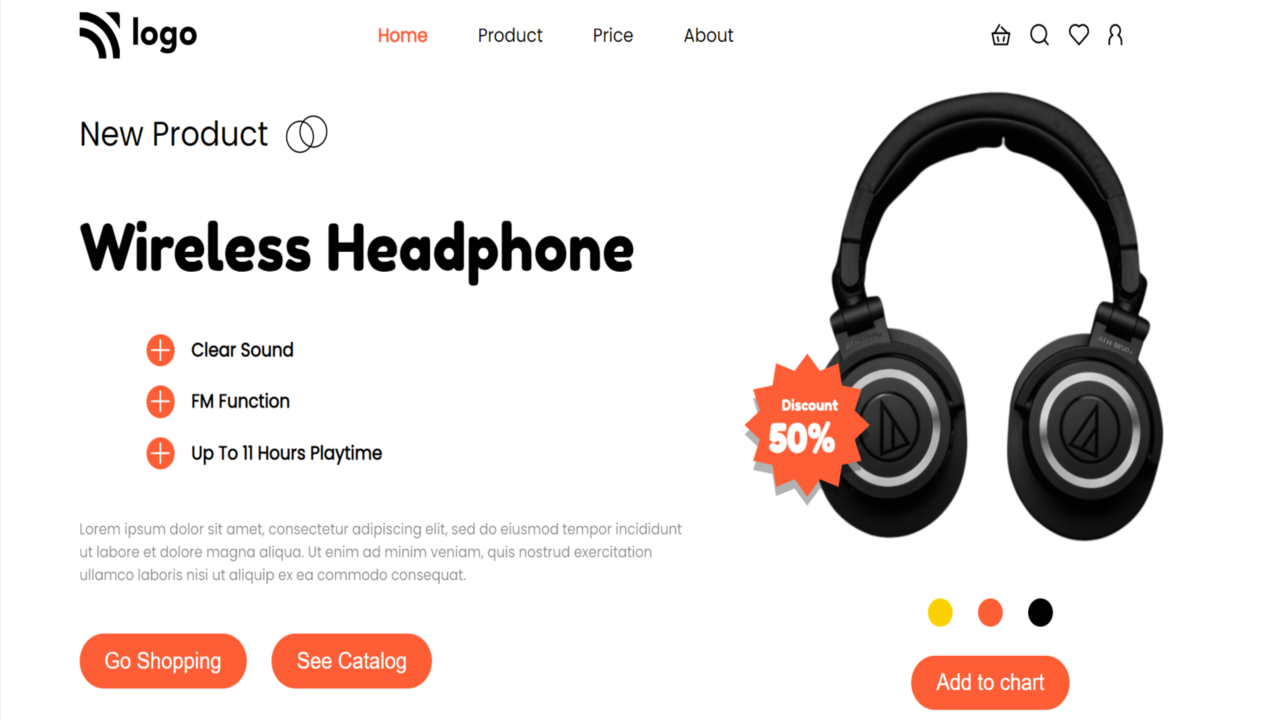 logo
Home Product Price About
New Product
Wireless Headphone
Clear Sound
FM Function
Up To 11 Hours Playtime
Lorem ipsum dolor sit amet, consectetur adipiscing elit, sed do eiusmod tempor incididunt
ut labore et dolore magna aliqua. Ut enim ad minim veniam, quis nostrud exercitation
ullamco laboris nisi ut aliquip ex ea commodo consequat.
Go Shopping See Catalog
Discount
50%
Add to chart